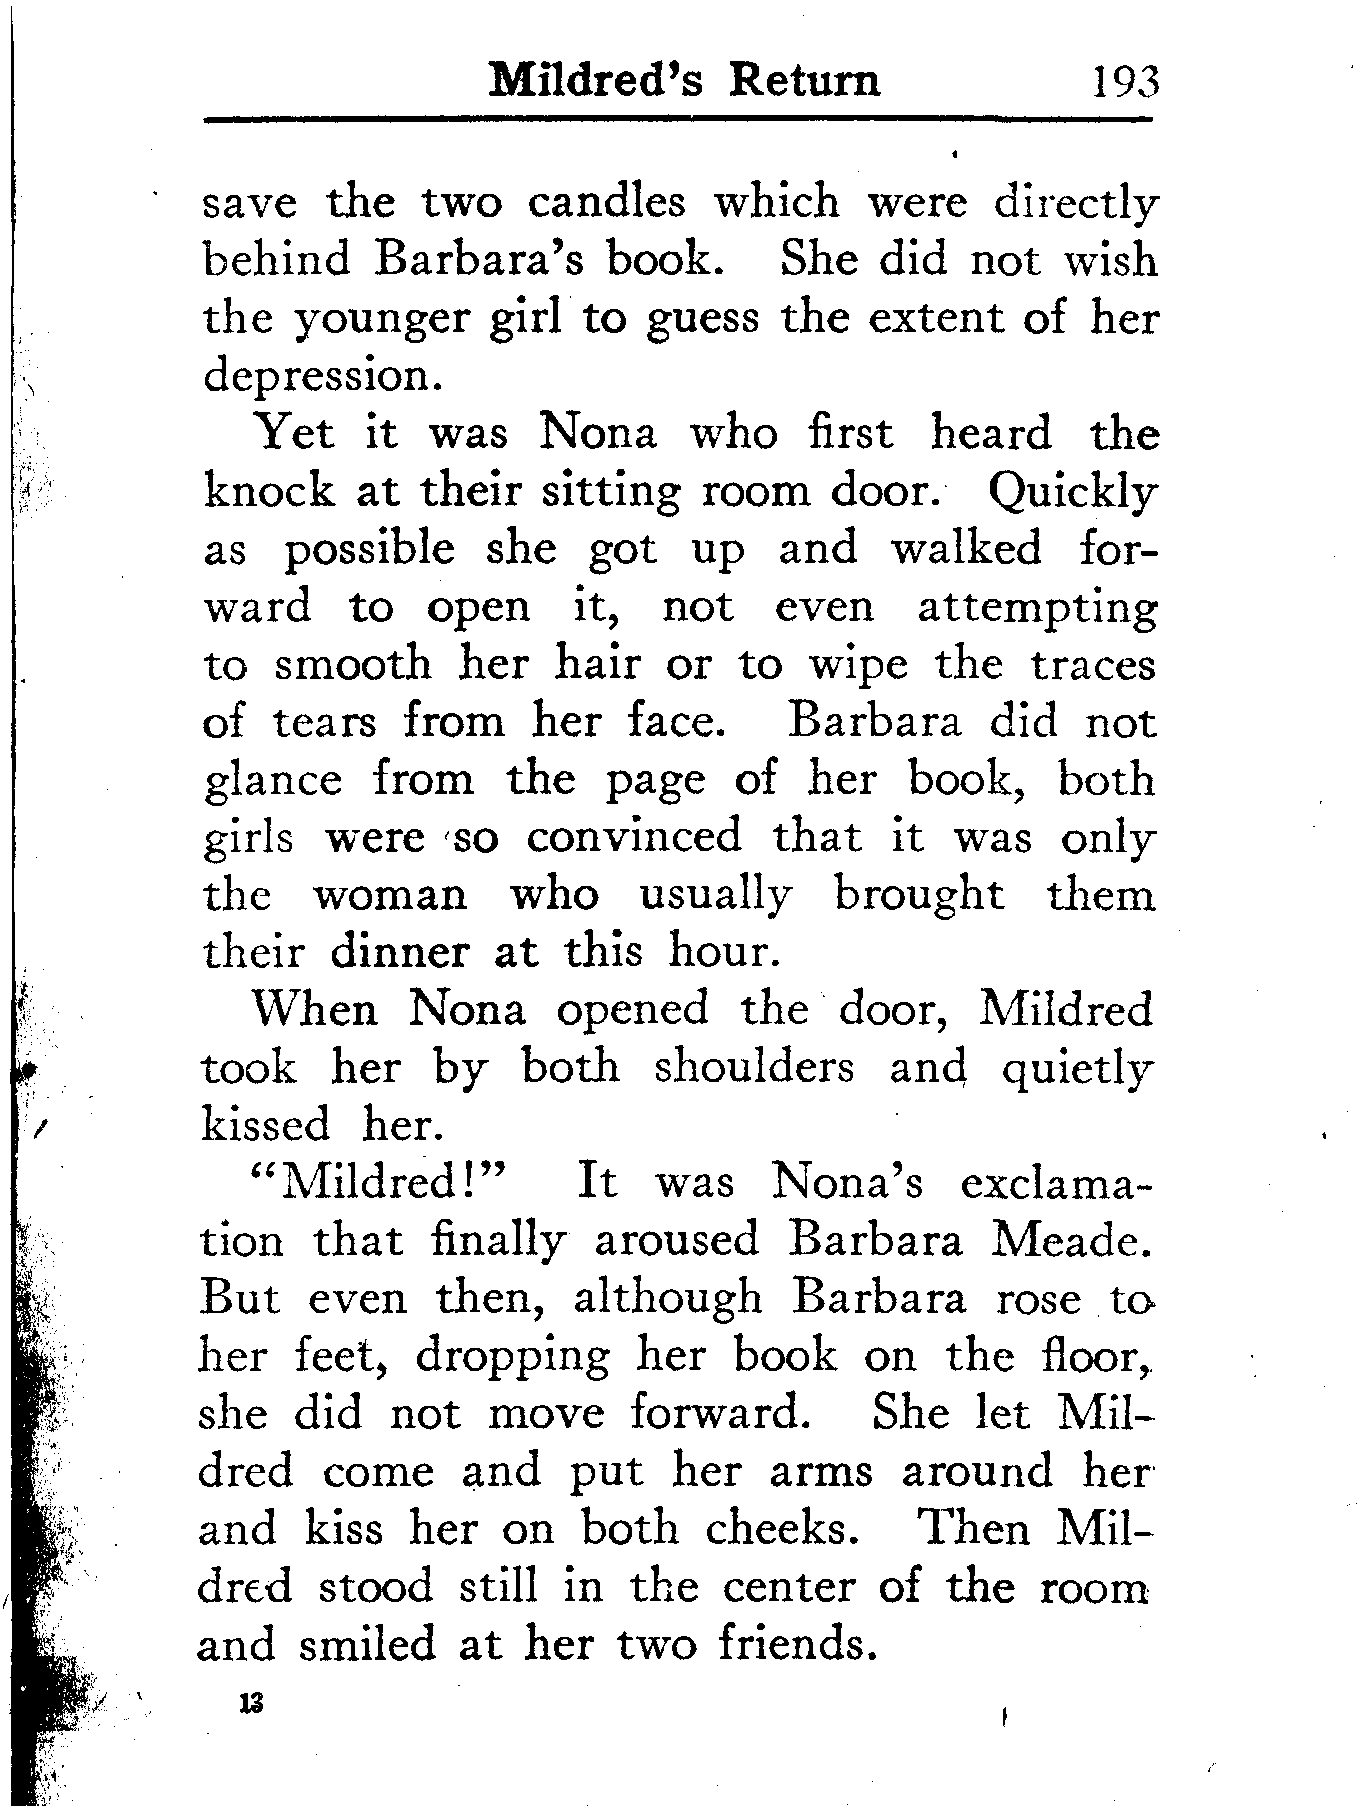 Mildred's Return 193
save the two candles which were directly
behind Barbara's book. She did not wish
the younger girl to guess the extent of her
depression.
Yet it was Nona who first heard the
knock at their sitting room door. Quickly
as possible she got up and walked for-
ward to open it, not even attempting
to smooth her hair or to wipe the traces
of tears from her face. Barbara did not
glance from the page of her book, both
girls were so convinced that it was only
the woman who usually brought them
their dinner at this hour.
When Nona opened the door, Mildred
took her by both shoulders and quietly
kissed her.
“Mildred!” It was Nona's exclama-
tion that finally aroused Barbara Meade.
But even then, although Barbara rose to
her feet, dropping her book on the floor,
she did not move forward. She let Mil-
dred come and put her arms around her
and kiss her on both cheeks. Then Mil-
dred stood still in the center of the room
and smiled at her two friends.
13